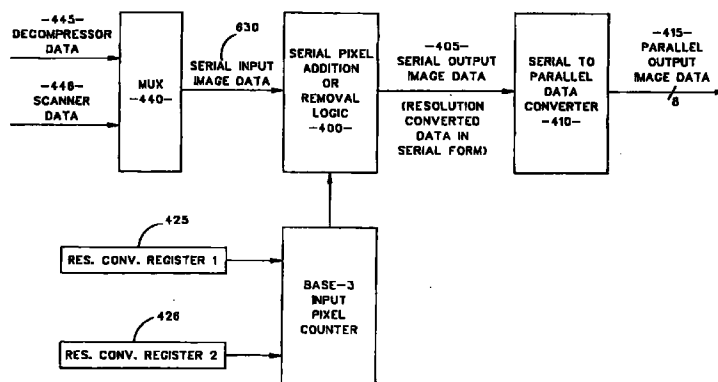 -445-
DECOMPRESSOR
DATA
-446-
SCANNER
DATA
MUX
-440-
630
SERIAL INPUT
IMAGE DATA
SERIAL PIXEL
ADDITION
OR
REMOVAL
LOGIC
-400-
-405-
SERIAL OUTPUT
IMAGE DATA
(RESOLUTION
CONVERTED
DATA IN
SERIAL FORM)
SERIAL TO
PARALLEL
DATA
CONVERTER
-410-
-415-
PARALLEL
OUTPUT
IMAGE DATA
8
425
RES. CONV. REGISTER 1
426
RES. CONV. REGISTER 2
BASE-3
INPUT
PIXEL
COUNTER